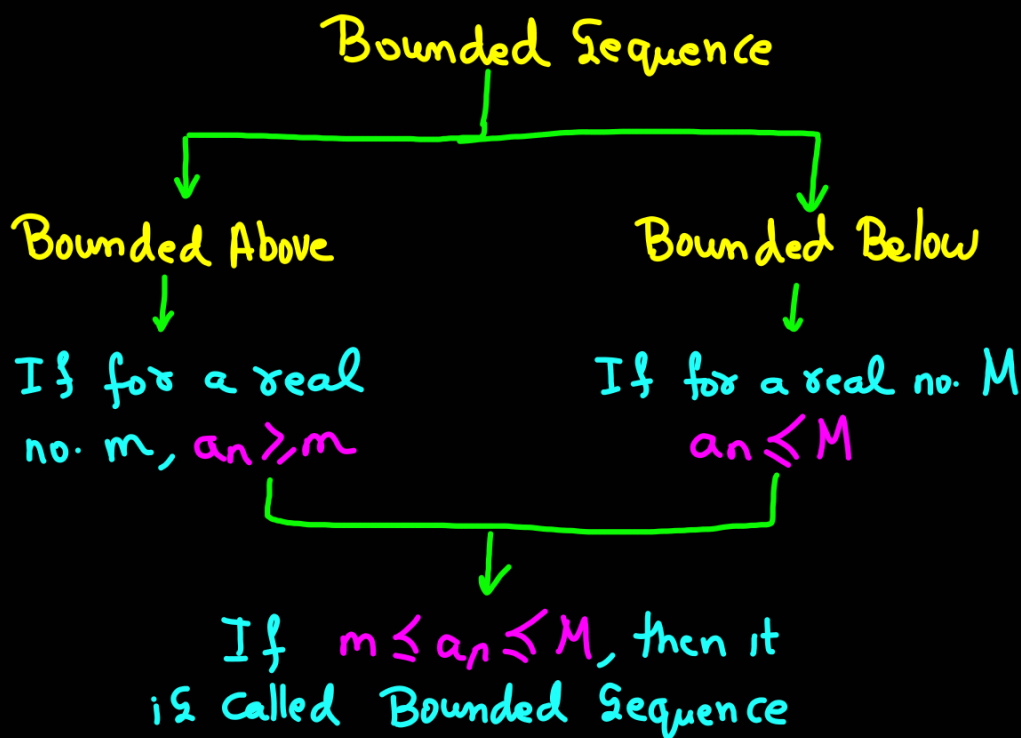 Bounded Sequence
Bounded Above
Bounded Below
If for a real
no. m, an ⩾ m
If for a real no. M
an ⩽ M
If m ⩽ an ⩽ M, then it
is called Bounded Sequence